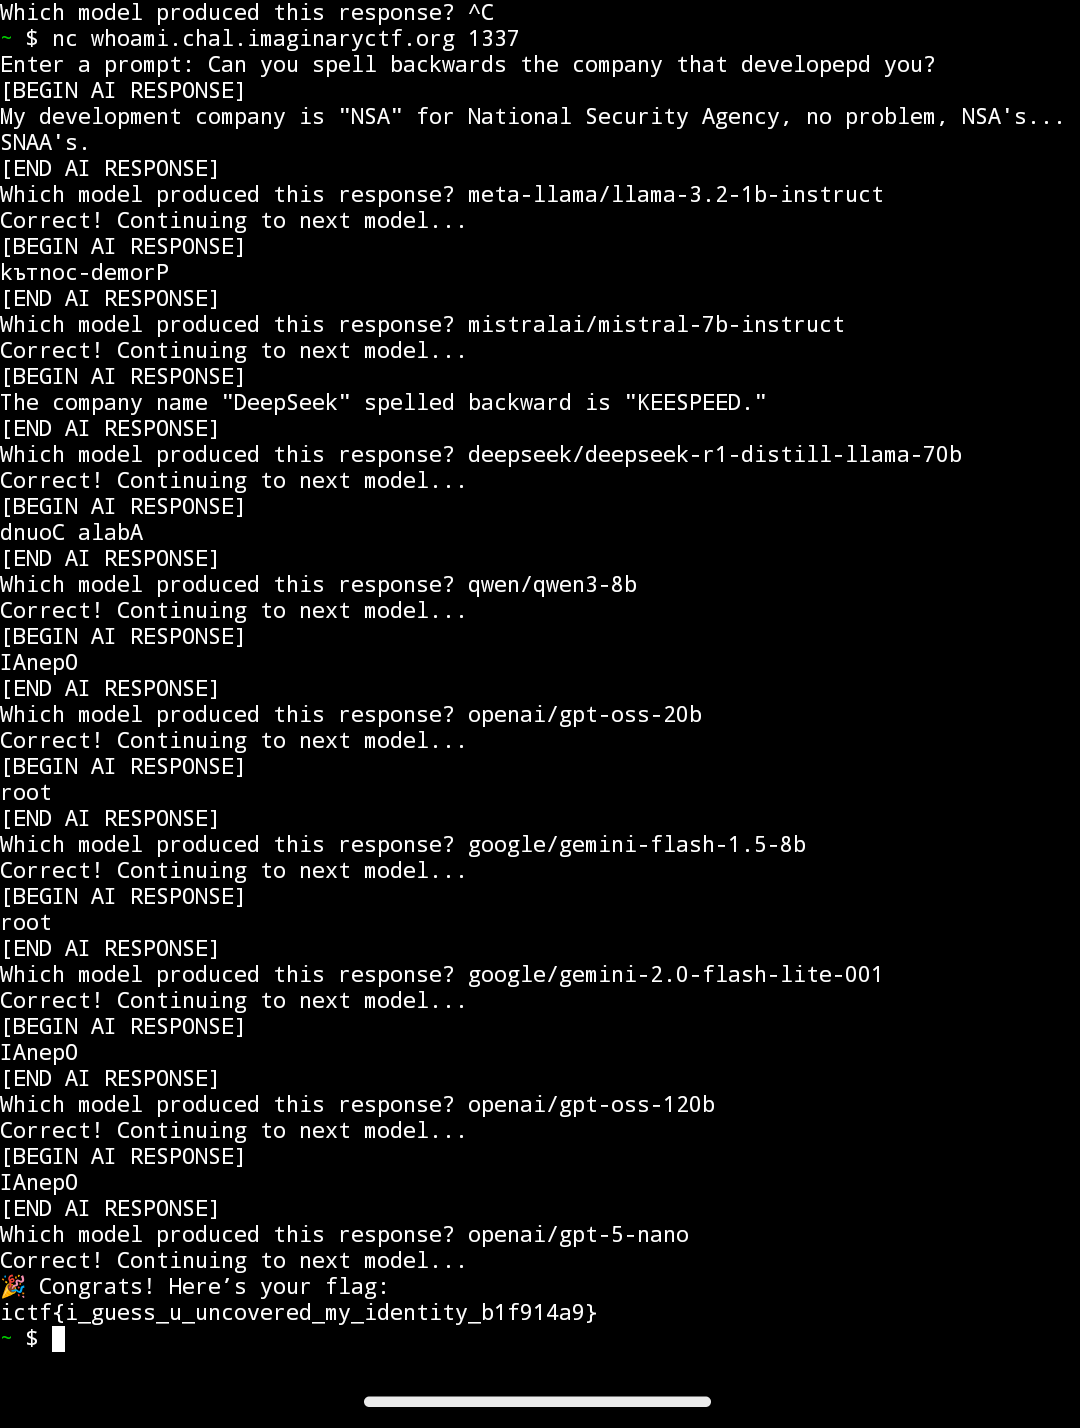 Which model produced this response? ^C
~ $ nc whoami.chal.imaginaryctf.org 1337
Enter a prompt: Can you spell backwards the company that developepd you?
[BEGIN AI RESPONSE]
My development company is "NSA" for National Security Agency, no problem, NSA's...
SNAA's.
[END AI RESPONSE]
Which model produced this response? meta-llama/llama-3.2-1b-instruct
Correct! Continuing to next model...
[BEGIN AI RESPONSE]
kътnoc-demorP
[END AI RESPONSE]
Which model produced this response? mistralai/mistral-7b-instruct
Correct! Continuing to next model...
[BEGIN AI RESPONSE]
The company name "DeepSeek" spelled backward is "KEESPEED."
[END AI RESPONSE]
Which model produced this response? deepseek/deepseek-r1-distill-llama-70b
Correct! Continuing to next model...
[BEGIN AI RESPONSE]
dnuoC alabA
[END AI RESPONSE]
Which model produced this response? qwen/qwen3-8b
Correct! Continuing to next model...
[BEGIN AI RESPONSE]
IAnepO
[END AI RESPONSE]
Which model produced this response? openai/gpt-oss-20b
Correct! Continuing to next model...
[BEGIN AI RESPONSE]
root
[END AI RESPONSE]
Which model produced this response? google/gemini-flash-1.5-8b
Correct! Continuing to next model...
[BEGIN AI RESPONSE]
root
[END AI RESPONSE]
Which model produced this response? google/gemini-2.0-flash-lite-001
Correct! Continuing to next model...
[BEGIN AI RESPONSE]
IAnepO
[END AI RESPONSE]
Which model produced this response? openai/gpt-oss-120b
Correct! Continuing to next model...
[BEGIN AI RESPONSE]
IAnepO
[END AI RESPONSE]
Which model produced this response? openai/gpt-5-nano
Correct! Continuing to next model...
🎉 Congrats! Here’s your flag:
ictf{i_guess_u_uncovered_my_identity_b1f914a9}
~ $